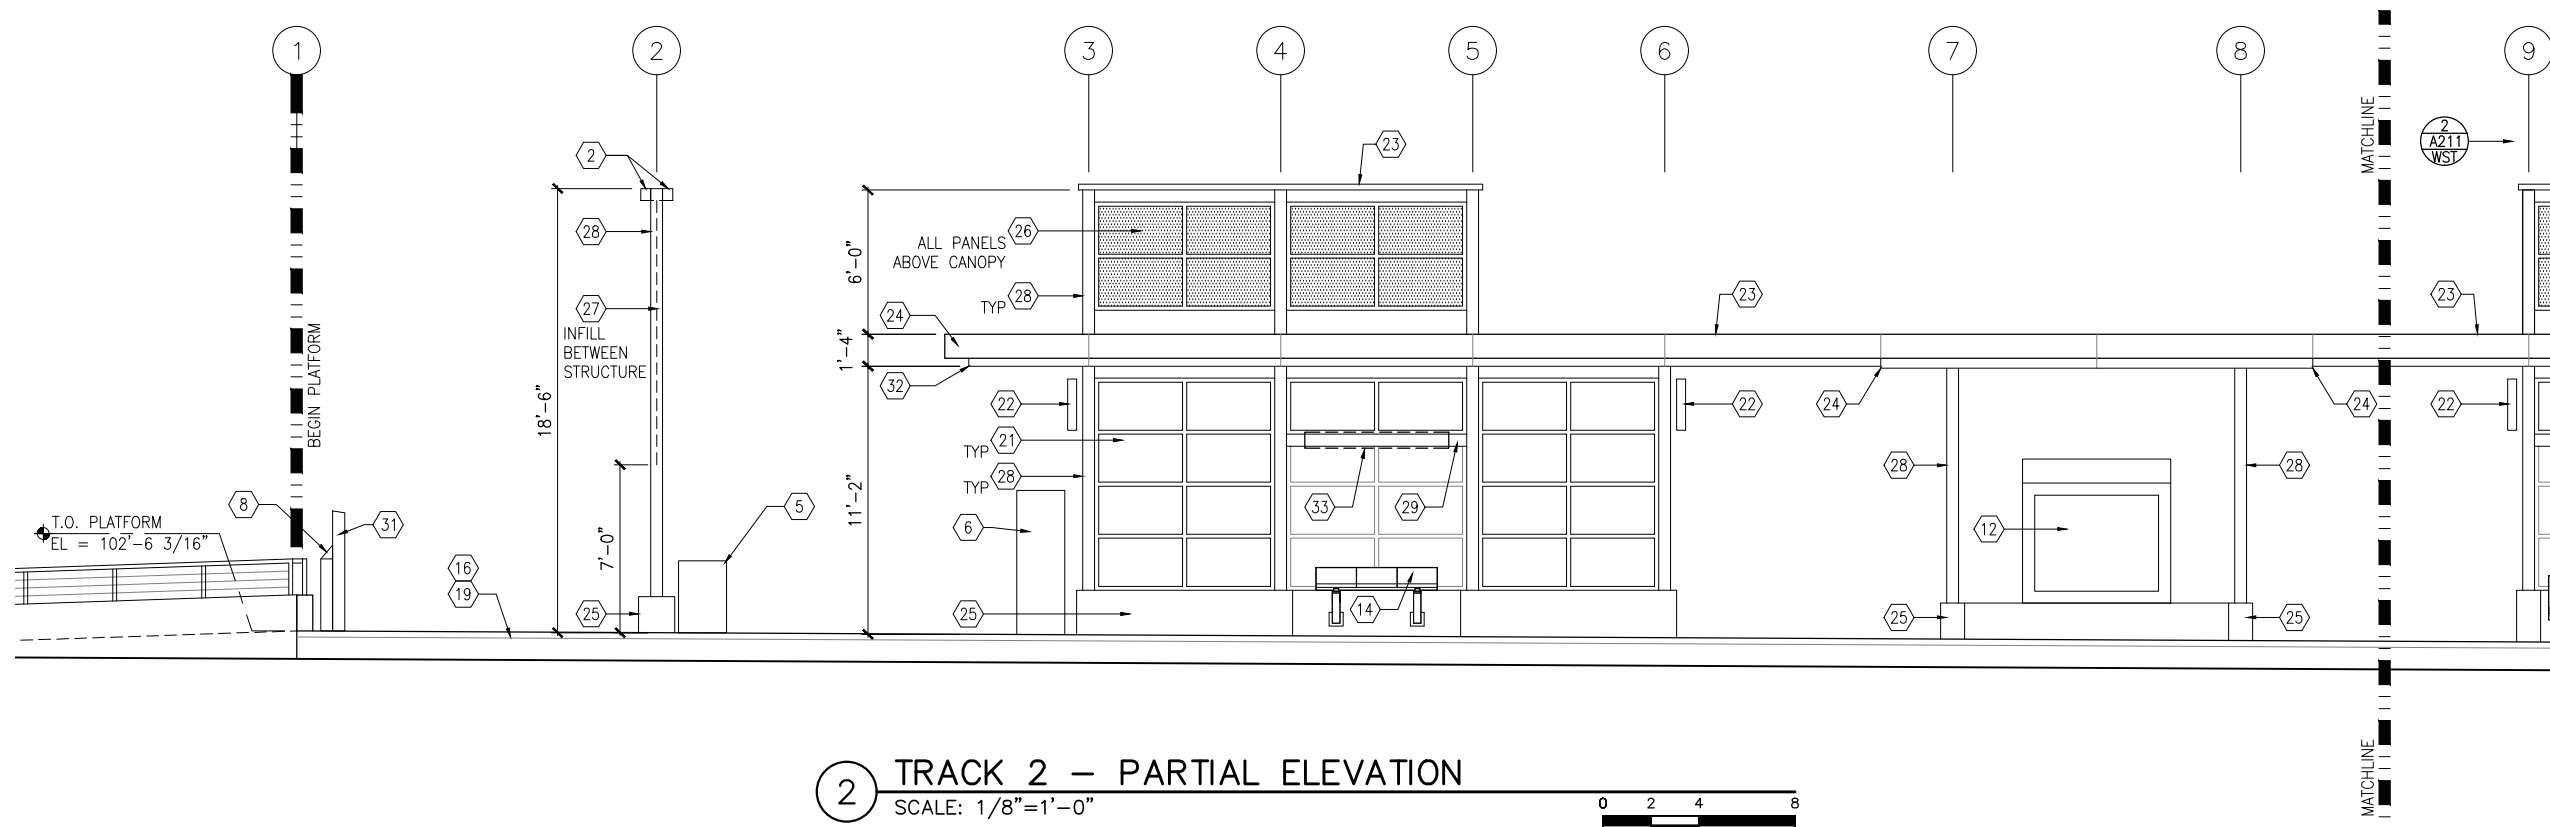 1
2
3
4
5
6
7
8
9
MATCHLINE
2
A211
WST
2
23
28
26
ALL PANELS
ABOVE CANOPY
6'-0"
27
INFILL
BETWEEN
STRUCTURE
TYP
28
24
23
23
BEGIN PLATFORM
1'-4"
32
18'-6"
22
22
24
24
22
TYP
21
TYP
28
28
28
8
31
5
11'-2"
33
29
6
12
T.O. PLATFORM
EL = 102'-6 3/16"
7'-0"
16
19
25
25
14
25
25
MATCHLINE
2
TRACK 2 - PARTIAL ELEVATION
SCALE: 1/8"=1'-0"
0 2 4 8